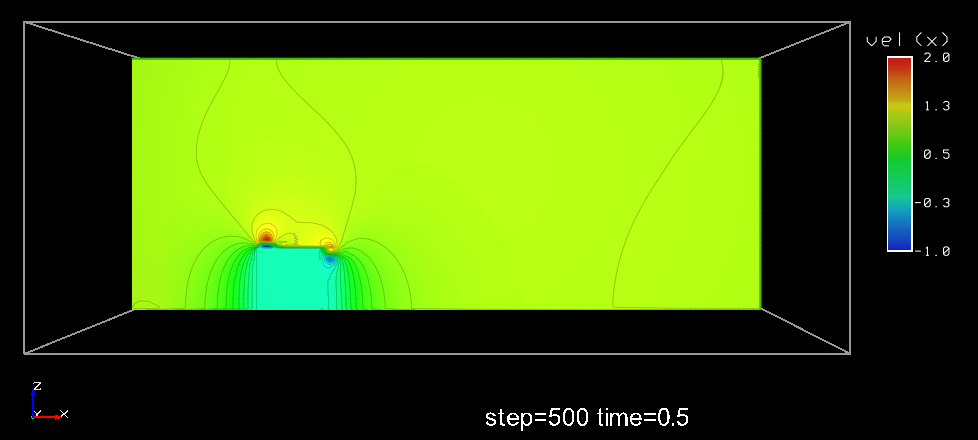 vel(x)
2.0
1.3
0.5
-0.3
-1.0
Z
Y X
step=500 time=0.5